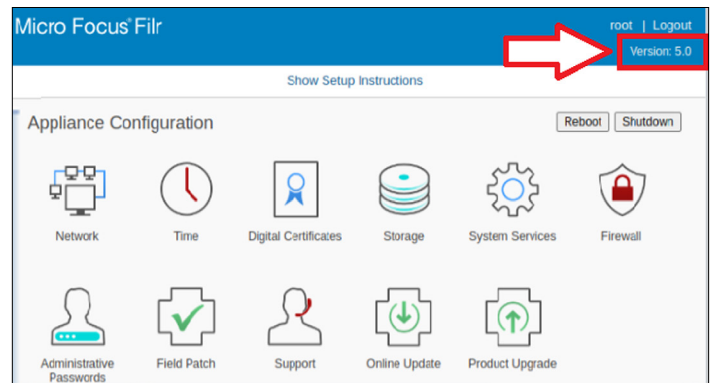 Micro Focus® Filr
root | Logout
Version: 5.0
Show Setup Instructions
Appliance Configuration
Reboot Shutdown
Network Time Digital Certificates Storage System Services Firewall
Administrative Passwords Field Patch Support Online Update Product Upgrade